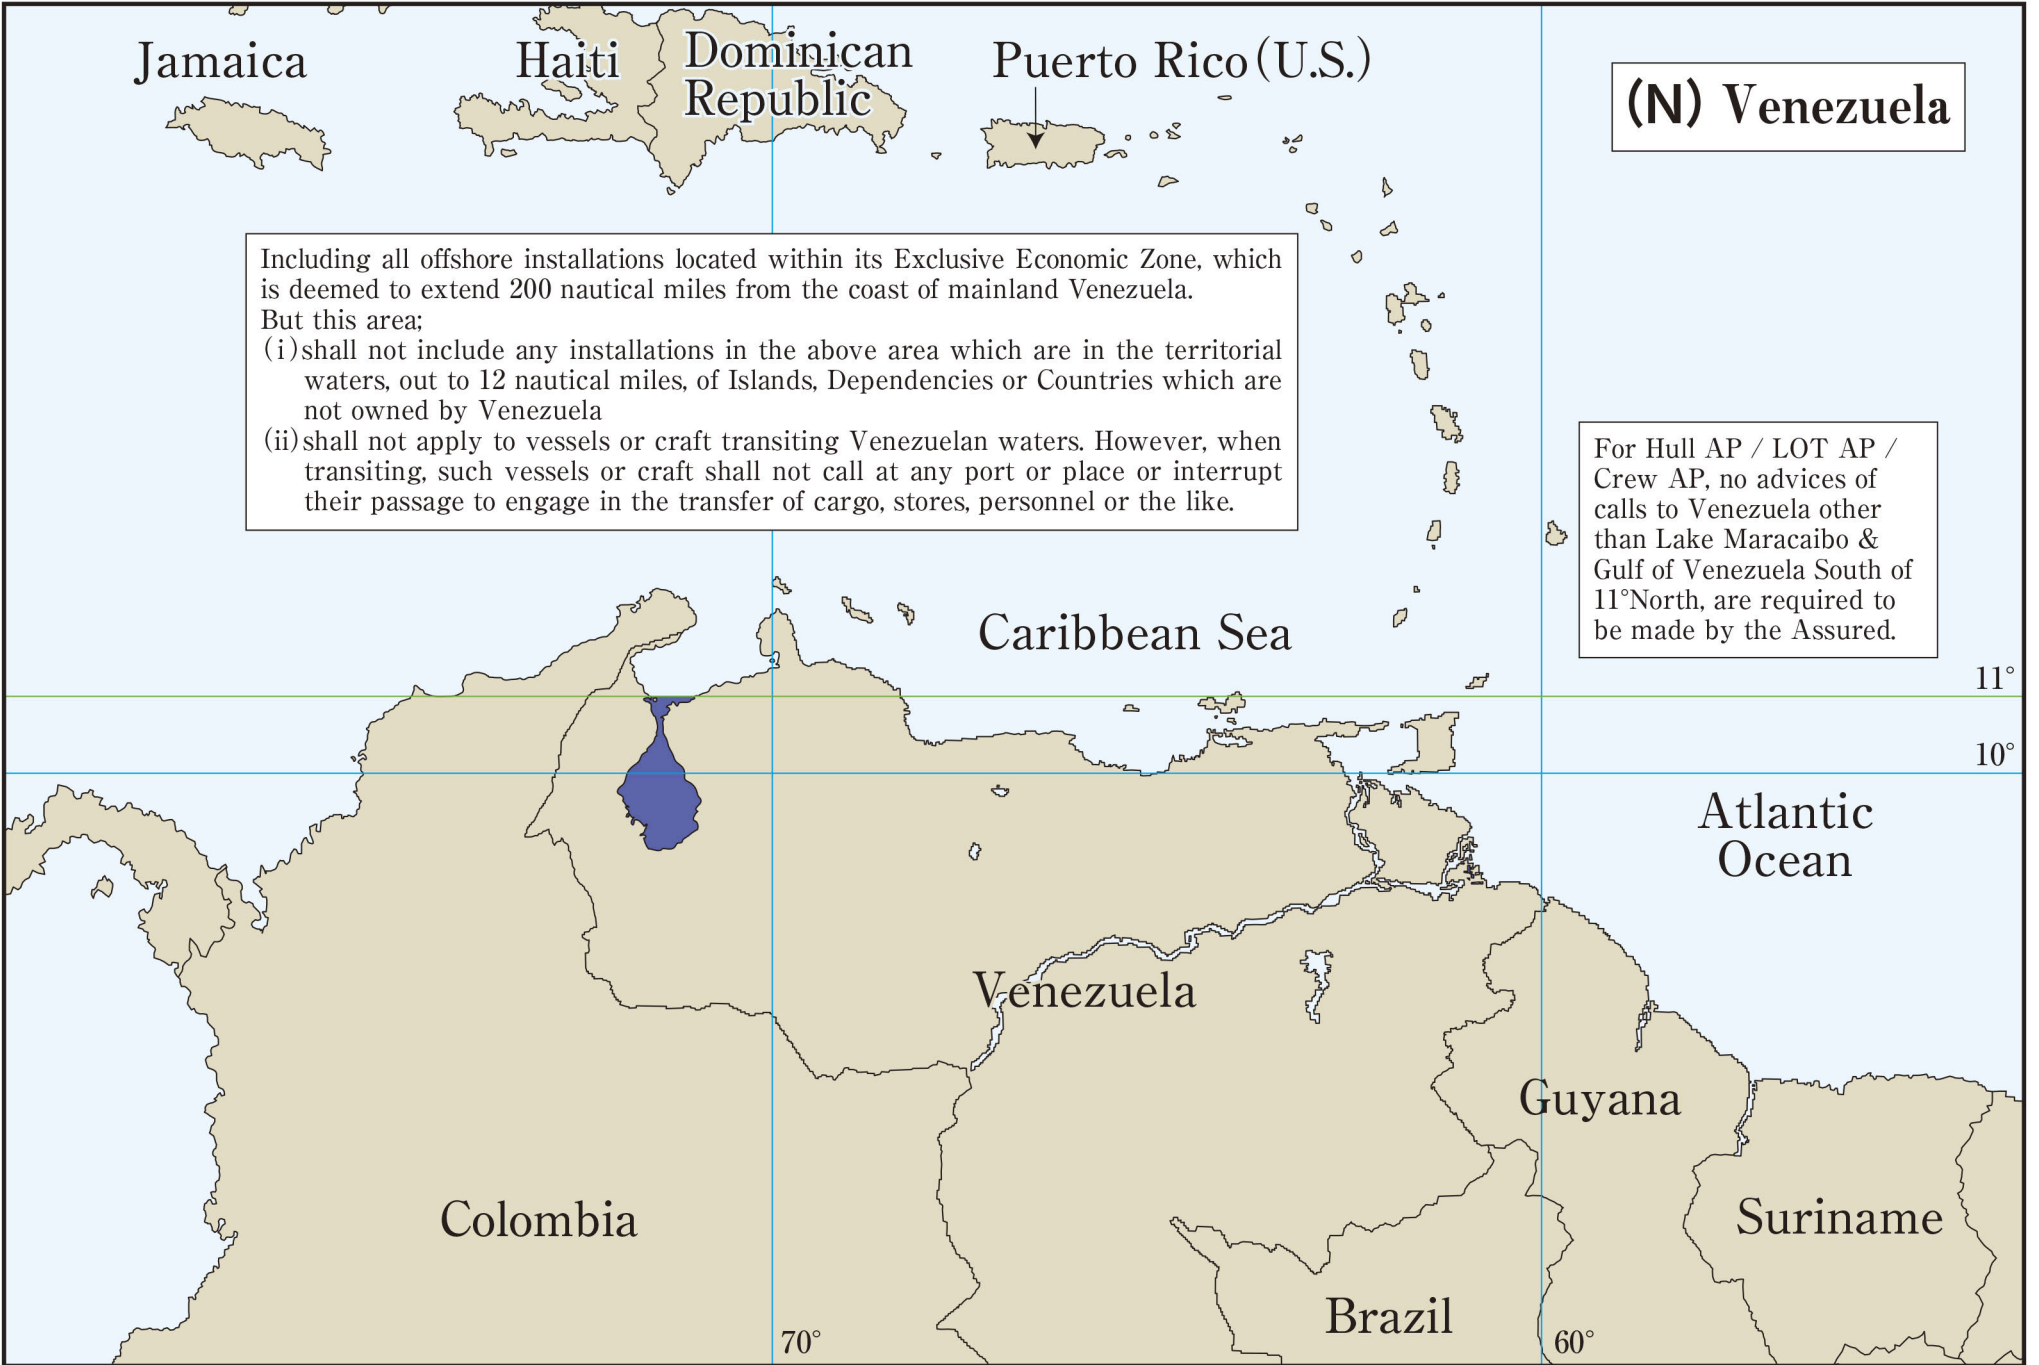 Jamaica
Haiti
Dominican
Republic
Puerto Rico (U.S.)
(N) Venezuela
Including all offshore installations located within its Exclusive Economic Zone, which
is deemed to extend 200 nautical miles from the coast of mainland Venezuela.
But this area;
(i) shall not include any installations in the above area which are in the territorial
waters, out to 12 nautical miles, of Islands, Dependencies or Countries which are
not owned by Venezuela
(ii) shall not apply to vessels or craft transiting Venezuelan waters. However, when
transiting, such vessels or craft shall not call at any port or place or interrupt
their passage to engage in the transfer of cargo, stores, personnel or the like.
For Hull AP / LOT AP /
Crew AP, no advices of
calls to Venezuela other
than Lake Maracaibo &
Gulf of Venezuela South of
11°North, are required to
be made by the Assured.
Caribbean Sea
11°
10°
Atlantic
Ocean
Venezuela
Guyana
Colombia
Suriname
Brazil
70°
60°